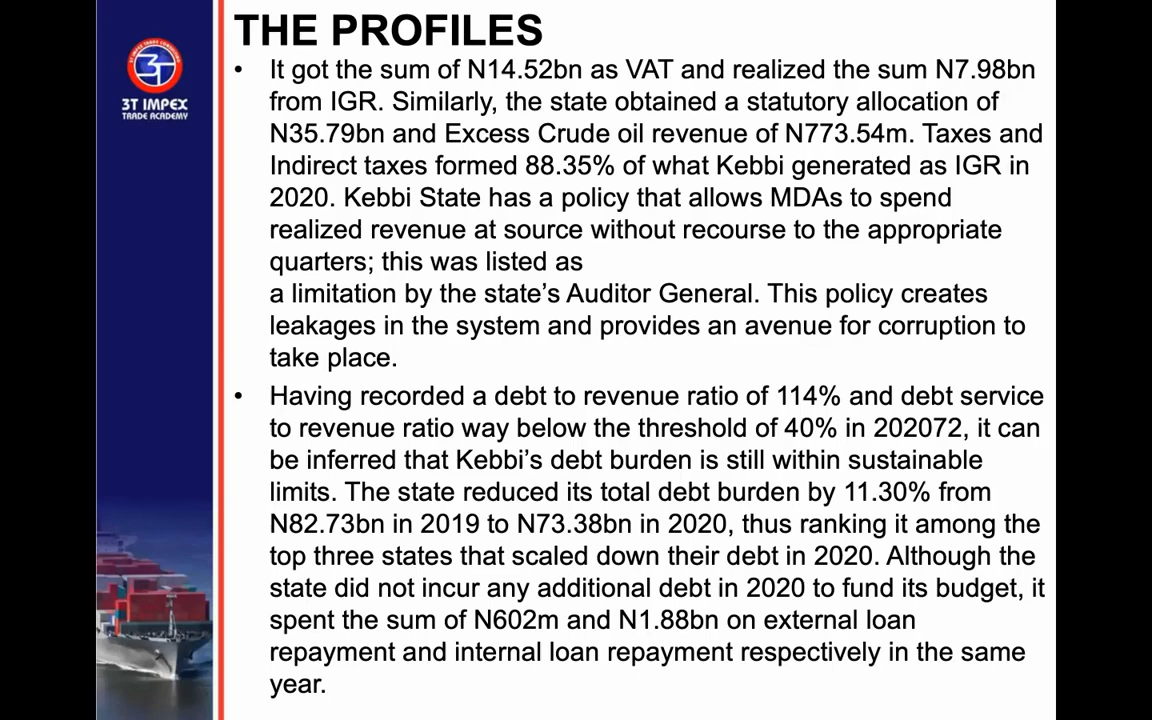 THE PROFILES
• It got the sum of N14.52bn as VAT and realized the sum N7.98bn
from IGR. Similarly, the state obtained a statutory allocation of
N35.79bn and Excess Crude oil revenue of N773.54m. Taxes and
Indirect taxes formed 88.35% of what Kebbi generated as IGR in
2020. Kebbi State has a policy that allows MDAs to spend
realized revenue at source without recourse to the appropriate
quarters; this was listed as
a limitation by the state’s Auditor General. This policy creates
leakages in the system and provides an avenue for corruption to
take place.
• Having recorded a debt to revenue ratio of 114% and debt service
to revenue ratio way below the threshold of 40% in 202072, it can
be inferred that Kebbi’s debt burden is still within sustainable
limits. The state reduced its total debt burden by 11.30% from
N82.73bn in 2019 to N73.38bn in 2020, thus ranking it among the
top three states that scaled down their debt in 2020. Although the
state did not incur any additional debt in 2020 to fund its budget, it
spent the sum of N602m and N1.88bn on external loan
repayment and internal loan repayment respectively in the same
year.
3T
3T IMPEX
TRADE ACADEMY